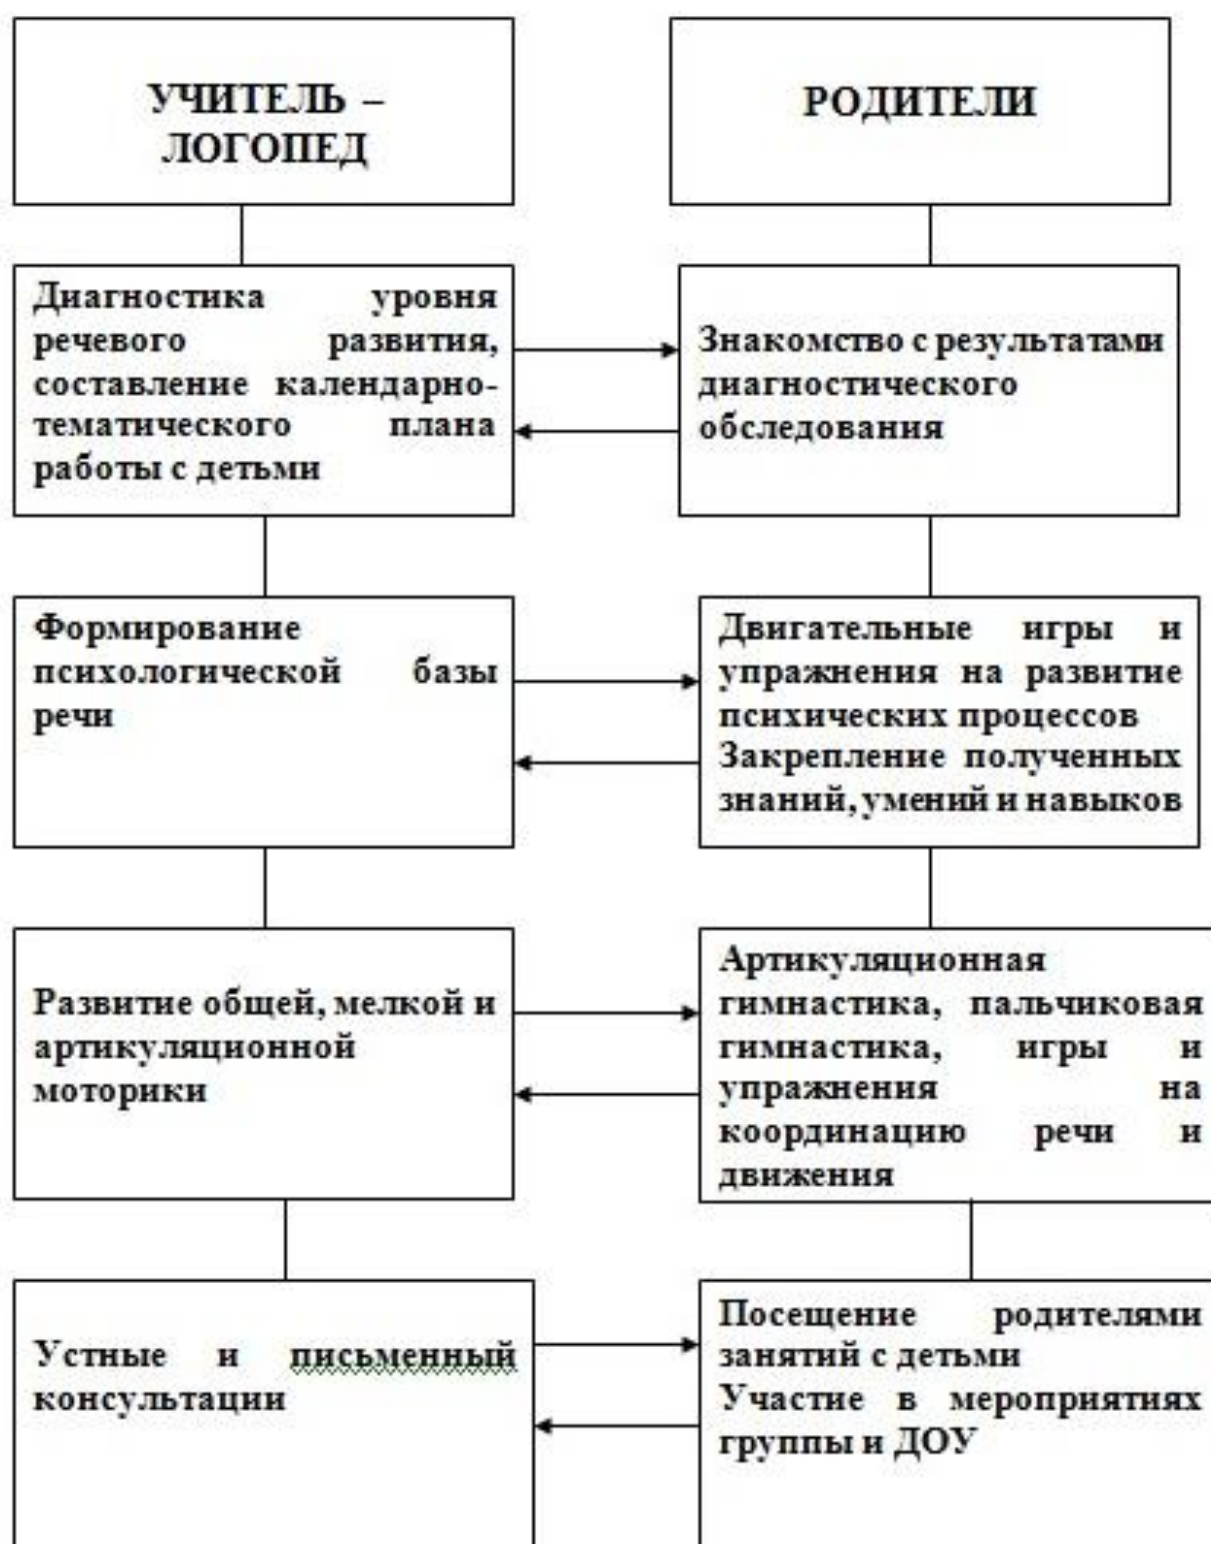 УЧИТЕЛЬ –
ЛОГОПЕД
РОДИТЕЛИ
Диагностика уровня
речевого развития,
составление календарно-
тематического плана
работы с детьми
Знакомство с результатами
диагностического
обследования
Формирование
психологической базы
речи
Двигательные игры и
упражнения на развитие
психических процессов
Закрепление полученных
знаний, умений и навыков
Развитие общей, мелкой и
артикуляционной
моторики
Артикуляционная
гимнастика, пальчиковая
гимнастика, игры и
упражнения на
координацию речи и
движения
Устные и письменный
консультации
Посещение родителями
занятий с детьми
Участие в мероприятиях
группы и ДОУ